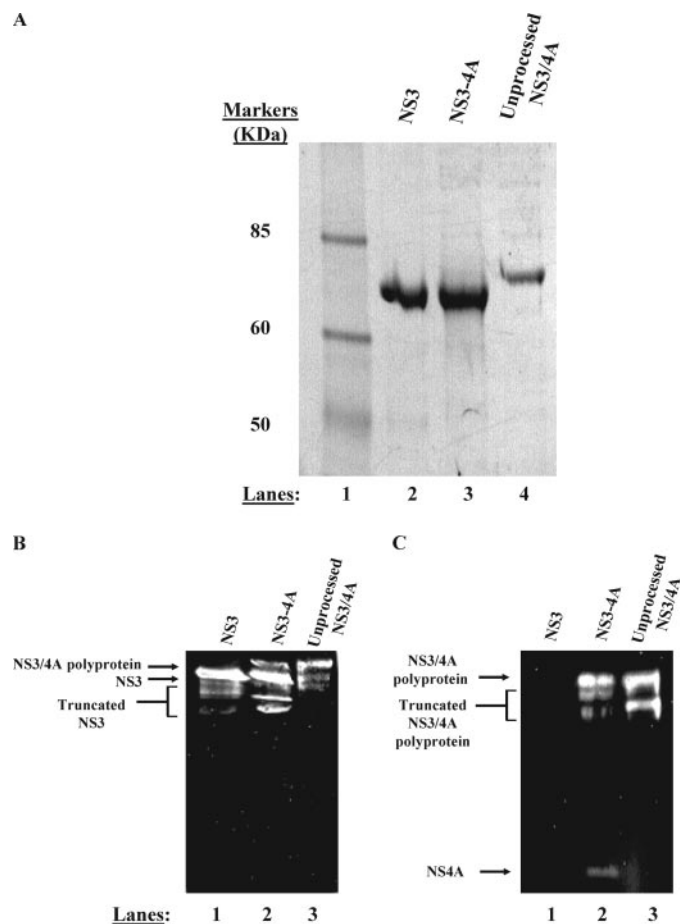 A
Markers
(KDa)
NS3
NS3-4A
Unprocessed
NS3/4A
85
60
50
Lanes: 1 2 3 4
B
NS3
NS3-4A
Unprocessed
NS3/4A
NS3/4A polyprotein
NS3
Truncated
NS3
Lanes: 1 2 3
C
NS3
NS3-4A
Unprocessed
NS3/4A
NS3/4A
polyprotein
Truncated
NS3/4A
polyprotein
NS4A
1 2 3